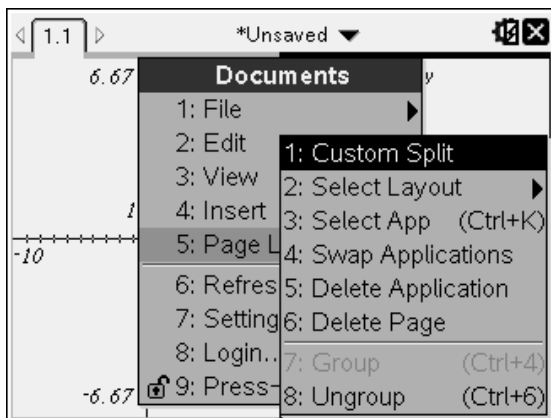 1.1 *Unsaved
6.67 Documents y
1: File
2: Edit
3: View
1 4: Insert
-10 5: Page L
6: Refres
7: Setting
8: Login..
-6.67 9: Press-
1: Custom Split
2: Select Layout
3: Select App (Ctrl+K)
4: Swap Applications
5: Delete Application
6: Delete Page
7: Group (Ctrl+4)
8: Ungroup (Ctrl+6)